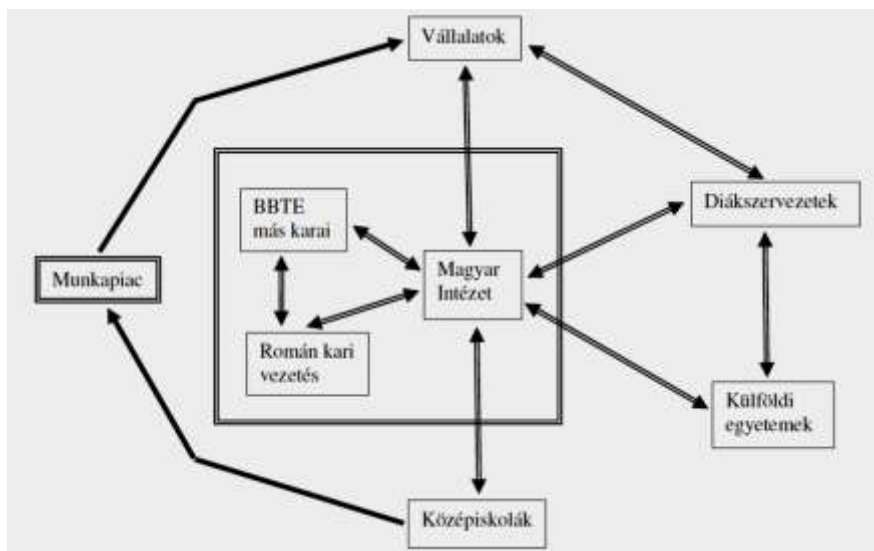 Vállalatok
BBTE
más karai
Diákszervezetek
Munkapiac
Magyar
Intézet
Román kari
vezetés
Külföldi
egyetemek
Középiskolák